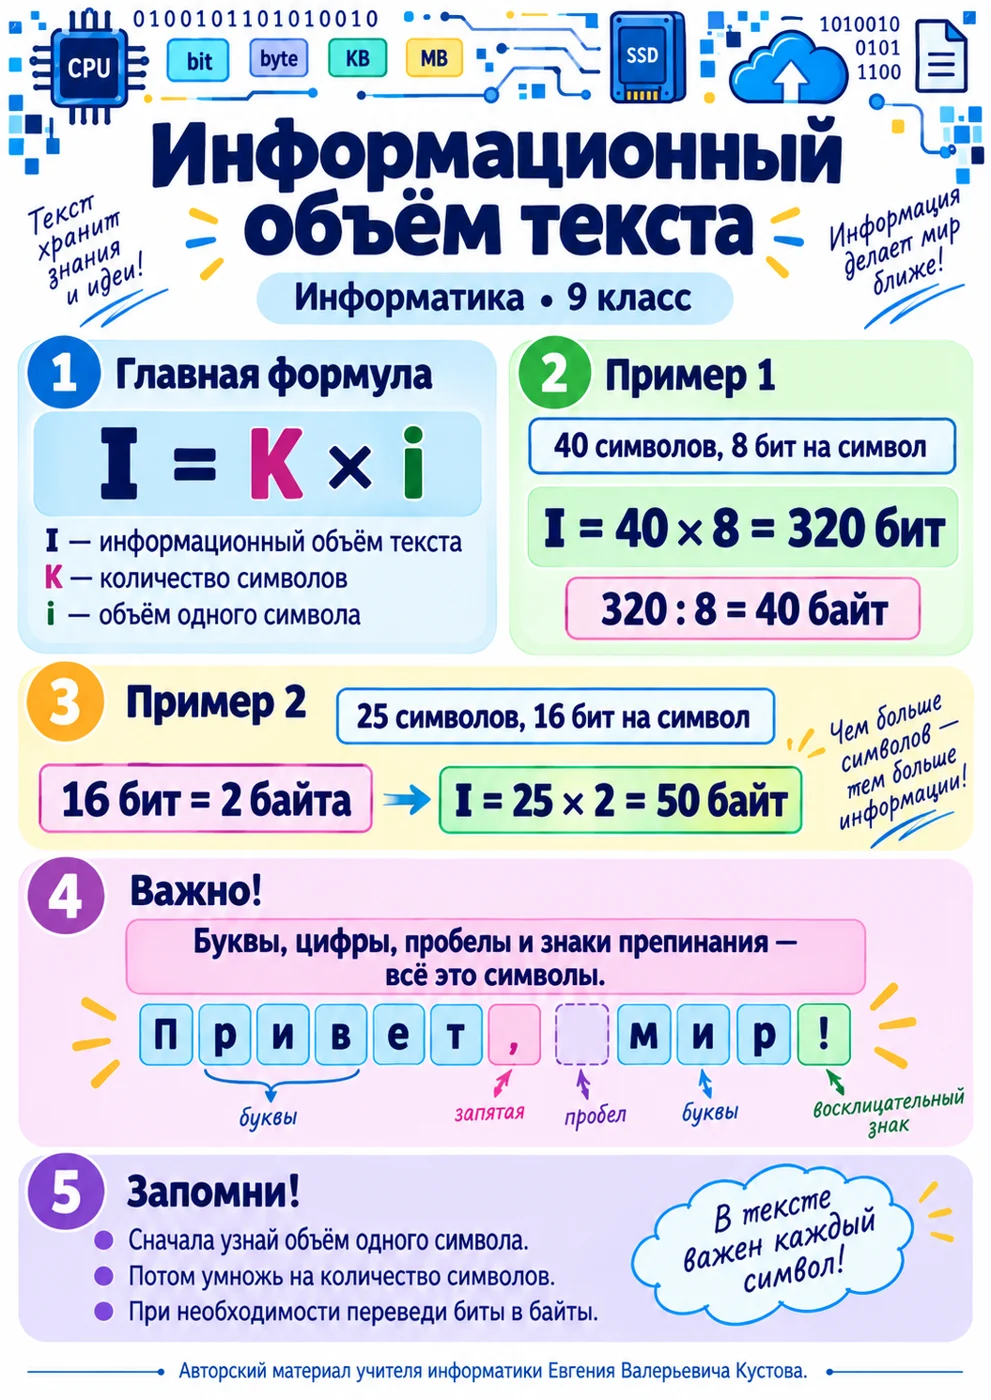 0100101101010010
CPU
bit
byte
KB
MB
SSD
1010010
0101
1100
Информационный
объём текста
Текст
хранит
знания
и идеи!
Информация
делает мир
ближе!
Информатика • 9 класс
1 Главная формула
I = K × i
I — информационный объём текста
K — количество символов
i — объём одного символа
2 Пример 1
40 символов, 8 бит на символ
I = 40 × 8 = 320 бит
320 : 8 = 40 байт
3 Пример 2
25 символов, 16 бит на символ
16 бит = 2 байта
I = 25 × 2 = 50 байт
Чем больше
символов —
тем больше
информации!
4 Важно!
Буквы, цифры, пробелы и знаки препинания —
всё это символы.
П р и в е т , м и р !
буквы
запятая
пробел
буквы
восклицательный
знак
5 Запомни!
Сначала узнай объём одного символа.
Потом умножь на количество символов.
При необходимости переведи биты в байты.
В тексте
важен каждый
символ!
Авторский материал учителя информатики Евгения Валерьевича Кустова.